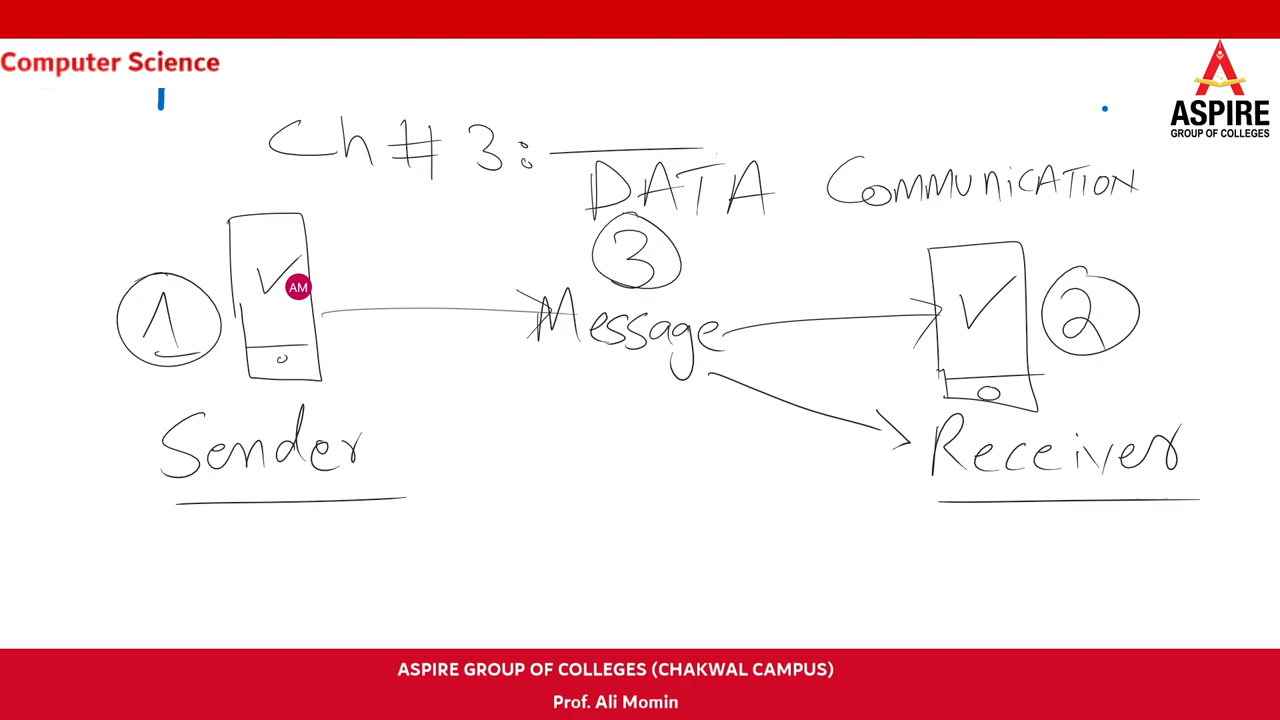 Computer Science
ASPIRE
GROUP OF COLLEGES
Ch # 3:
DATA COMMUNICATION
3
1
AM
Message
2
Sender
Receiver
ASPIRE GROUP OF COLLEGES (CHAKWAL CAMPUS)
Prof. Ali Momin